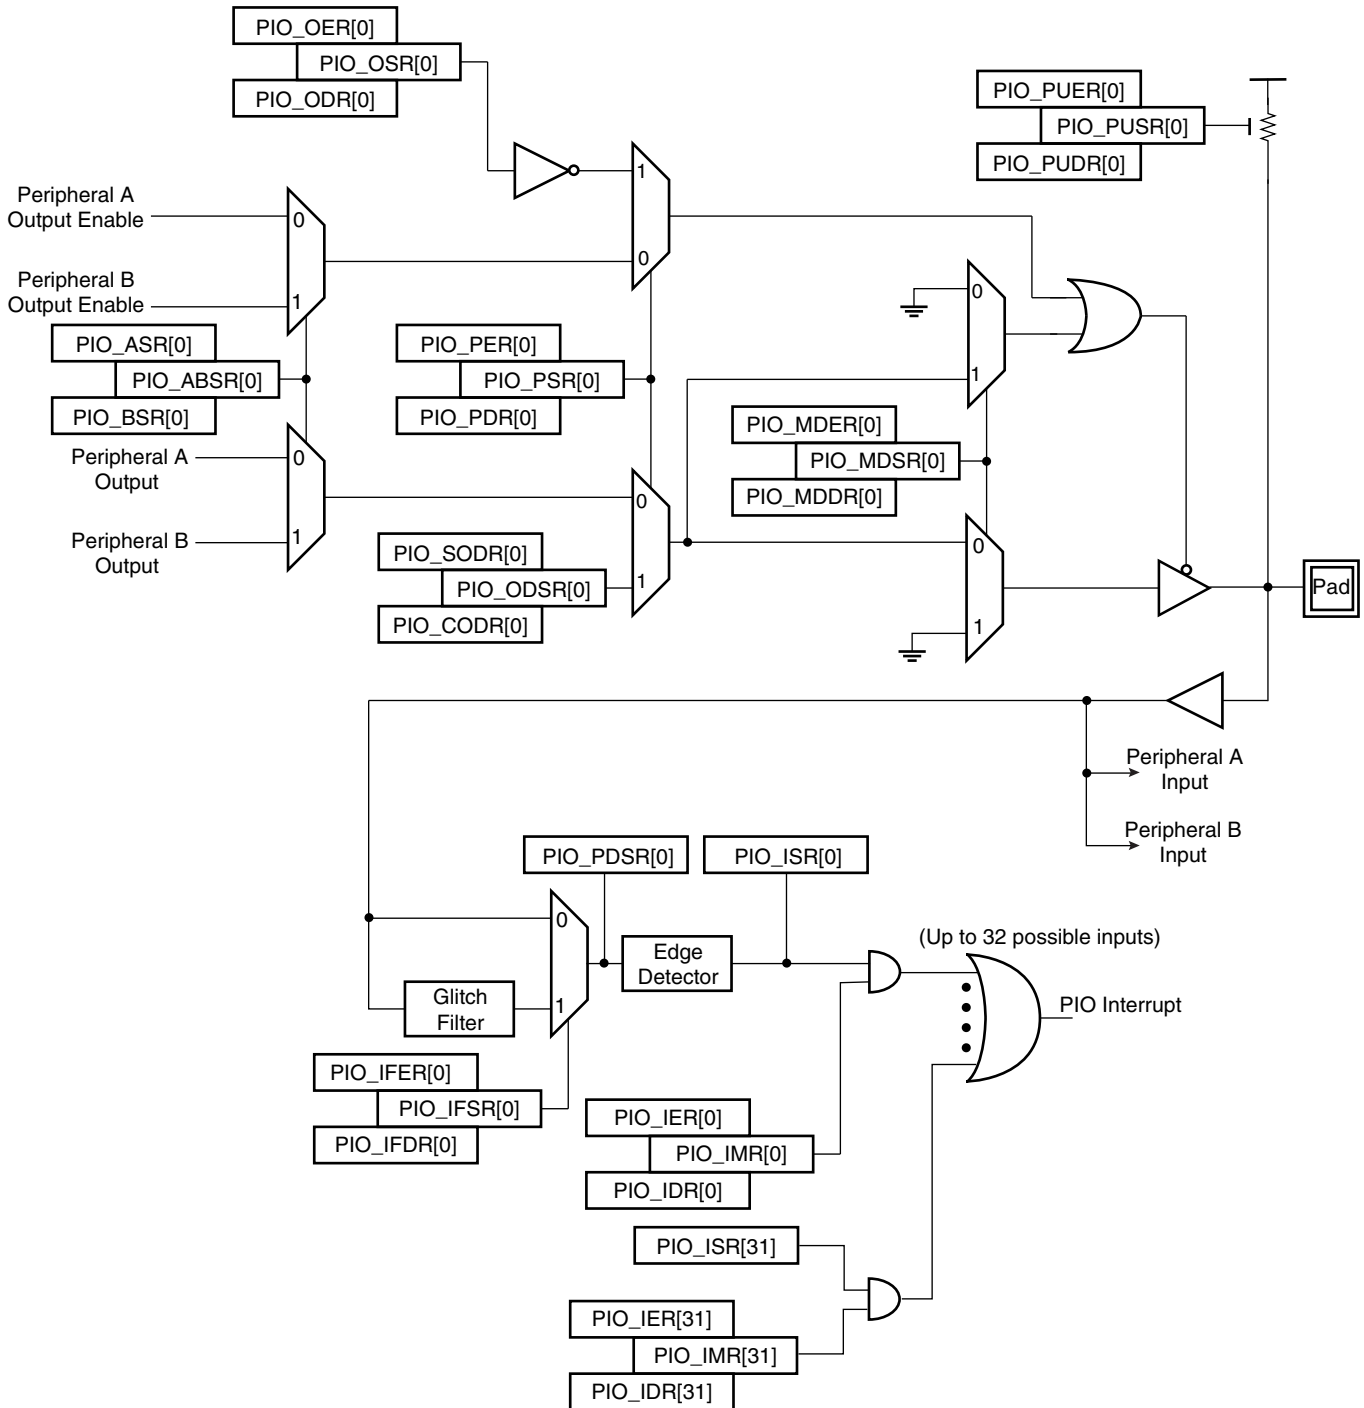 PIO_OER[0]
PIO_OSR[0]
PIO_ODR[0]
PIO_PUER[0]
PIO_PUSR[0]
PIO_PUDR[0]
1
0
Peripheral A
Output Enable
0
Peripheral B
Output Enable
1
PIO_ASR[0]
PIO_ABSR[0]
PIO_BSR[0]
PIO_PER[0]
PIO_PSR[0]
PIO_PDR[0]
0
1
PIO_MDER[0]
PIO_MDSR[0]
PIO_MDDR[0]
Peripheral A
Output
0
Peripheral B
Output
1
0
1
PIO_SODR[0]
PIO_ODSR[0]
PIO_CODR[0]
0
1
Pad
Peripheral A
Input
Peripheral B
Input
PIO_PDSR[0]
PIO_ISR[0]
0
1
Glitch
Filter
Edge
Detector
(Up to 32 possible inputs)
PIO Interrupt
PIO_IFER[0]
PIO_IFSR[0]
PIO_IFDR[0]
PIO_IER[0]
PIO_IMR[0]
PIO_IDR[0]
PIO_ISR[31]
PIO_IER[31]
PIO_IMR[31]
PIO_IDR[31]